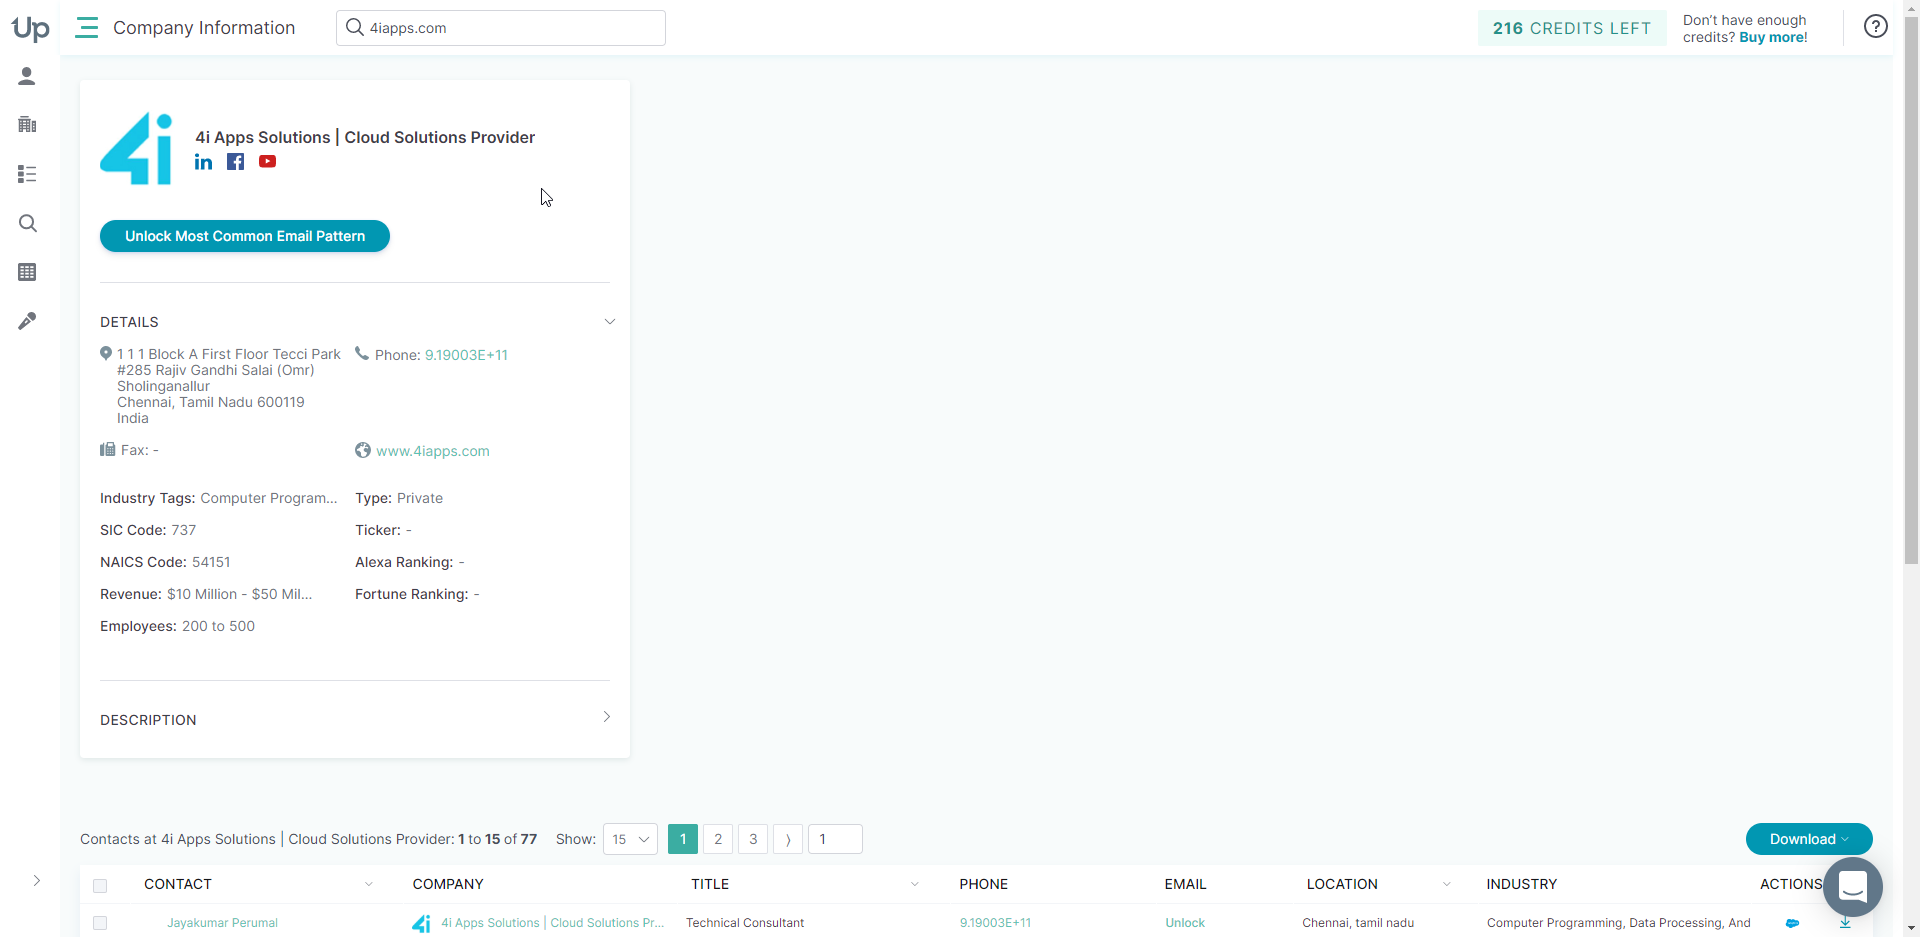 Up
Company Information
4iapps.com
216 CREDITS LEFT
Don't have enough
credits? Buy more!
4i
4i Apps Solutions | Cloud Solutions Provider
Unlock Most Common Email Pattern
DETAILS
1 1 1 Block A First Floor Tecci Park
#285 Rajiv Gandhi Salai (Omr)
Sholinganallur
Chennai, Tamil Nadu 600119
India
Phone: 9.19003E+11
Fax: -
www.4iapps.com
Industry Tags: Computer Program...
Type: Private
SIC Code: 737
Ticker: -
NAICS Code: 54151
Alexa Ranking: -
Revenue: $10 Million - $50 Mil...
Fortune Ranking: -
Employees: 200 to 500
DESCRIPTION
Contacts at 4i Apps Solutions | Cloud Solutions Provider: 1 to 15 of 77 Show: 15 1 2 3 1
Download
CONTACT COMPANY TITLE PHONE EMAIL LOCATION INDUSTRY ACTIONS
Jayakumar Perumal 4i 4i Apps Solutions | Cloud Solutions Pr... Technical Consultant 9.19003E+11 Unlock Chennai, tamil nadu Computer Programming, Data Processing, And